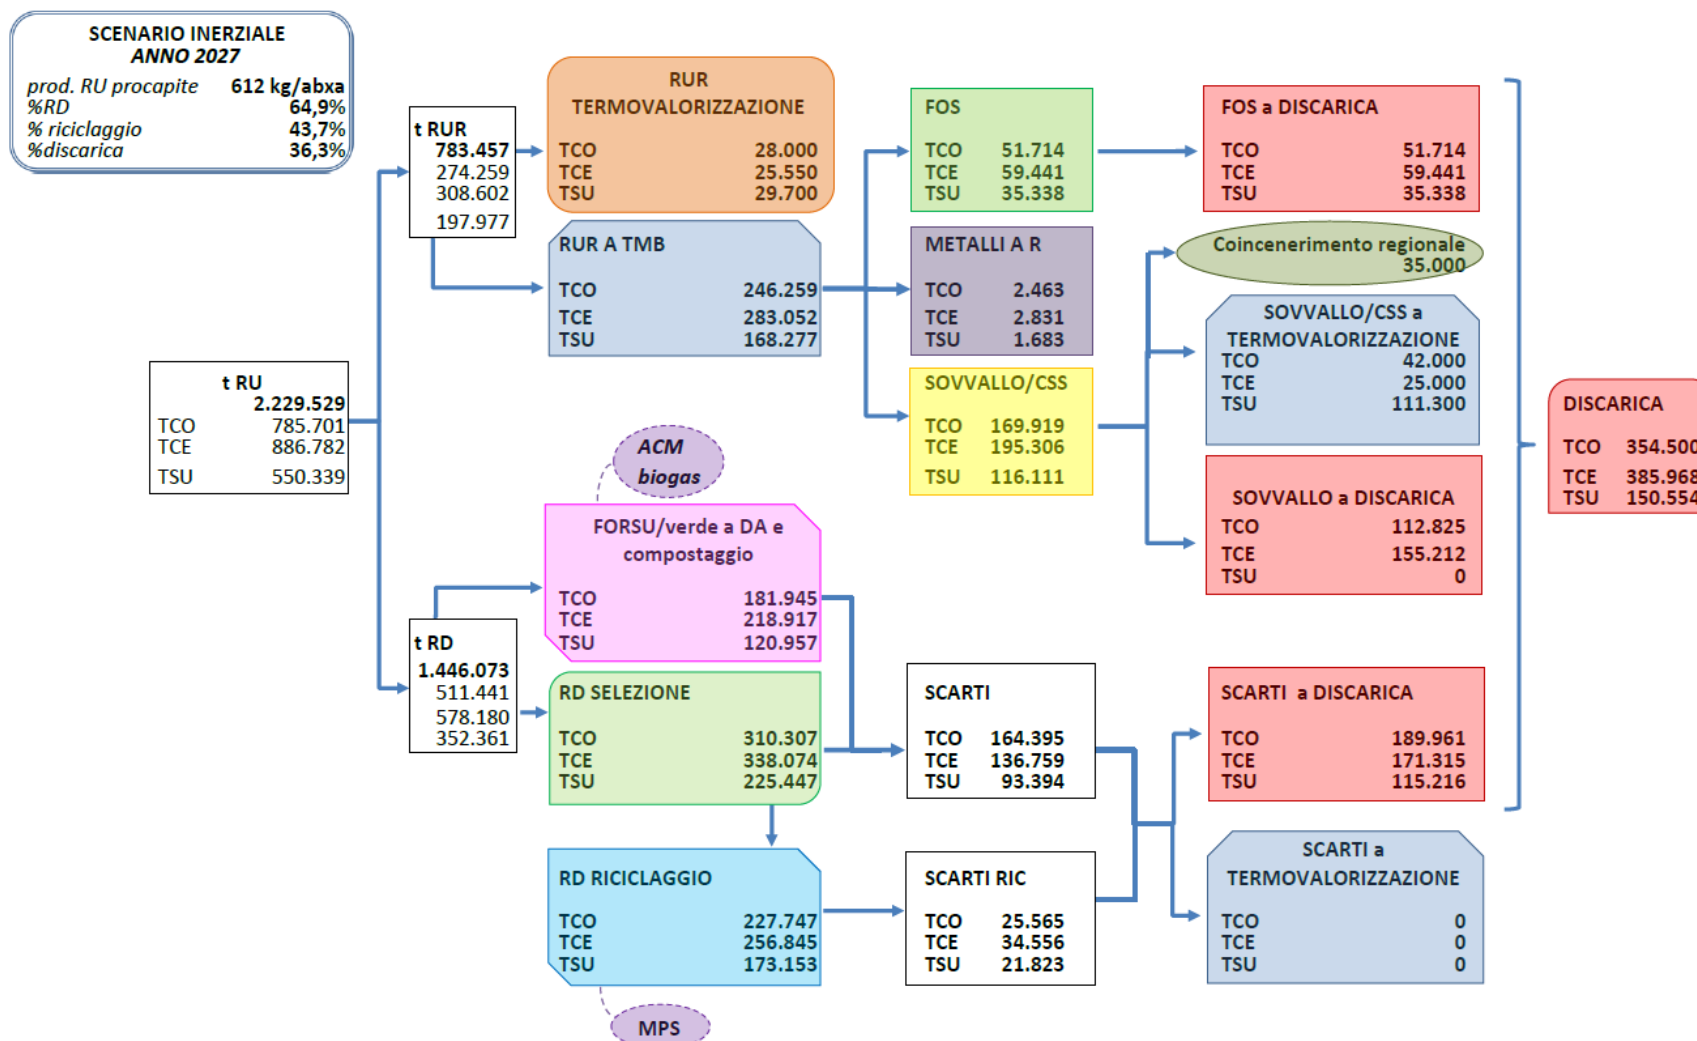 SCENARIO INERZIALE
ANNO 2027
prod. RU procapite 612 kg/abxa
%RD 64,9%
% riciclaggio 43,7%
%discarica 36,3%
t RU
2.229.529
TCO 785.701
TCE 886.782
TSU 550.339
t RUR
783.457
274.259
308.602
197.977
RUR
TERMOVALORIZZAZIONE
TCO 28.000
TCE 25.550
TSU 29.700
RUR A TMB
TCO 246.259
TCE 283.052
TSU 168.277
FOS
TCO 51.714
TCE 59.441
TSU 35.338
METALLI A R
TCO 2.463
TCE 2.831
TSU 1.683
SOVVALLO/CSS
TCO 169.919
TCE 195.306
TSU 116.111
FOS a DISCARICA
TCO 51.714
TCE 59.441
TSU 35.338
Coincenerimento regionale
35.000
SOVVALLO/CSS a
TERMOVALORIZZAZIONE
TCO 42.000
TCE 25.000
TSU 111.300
SOVVALLO a DISCARICA
TCO 112.825
TCE 155.212
TSU 0
DISCARICA
TCO 354.500
TCE 385.968
TSU 150.554
ACM
biogas
FORSU/verde a DA e
compostaggio
TCO 181.945
TCE 218.917
TSU 120.957
t RD
1.446.073
511.441
578.180
352.361
RD SELEZIONE
TCO 310.307
TCE 338.074
TSU 225.447
SCARTI
TCO 164.395
TCE 136.759
TSU 93.394
SCARTI a DISCARICA
TCO 189.961
TCE 171.315
TSU 115.216
RD RICICLAGGIO
TCO 227.747
TCE 256.845
TSU 173.153
SCARTI RIC
TCO 25.565
TCE 34.556
TSU 21.823
SCARTI a
TERMOVALORIZZAZIONE
TCO 0
TCE 0
TSU 0
MPS